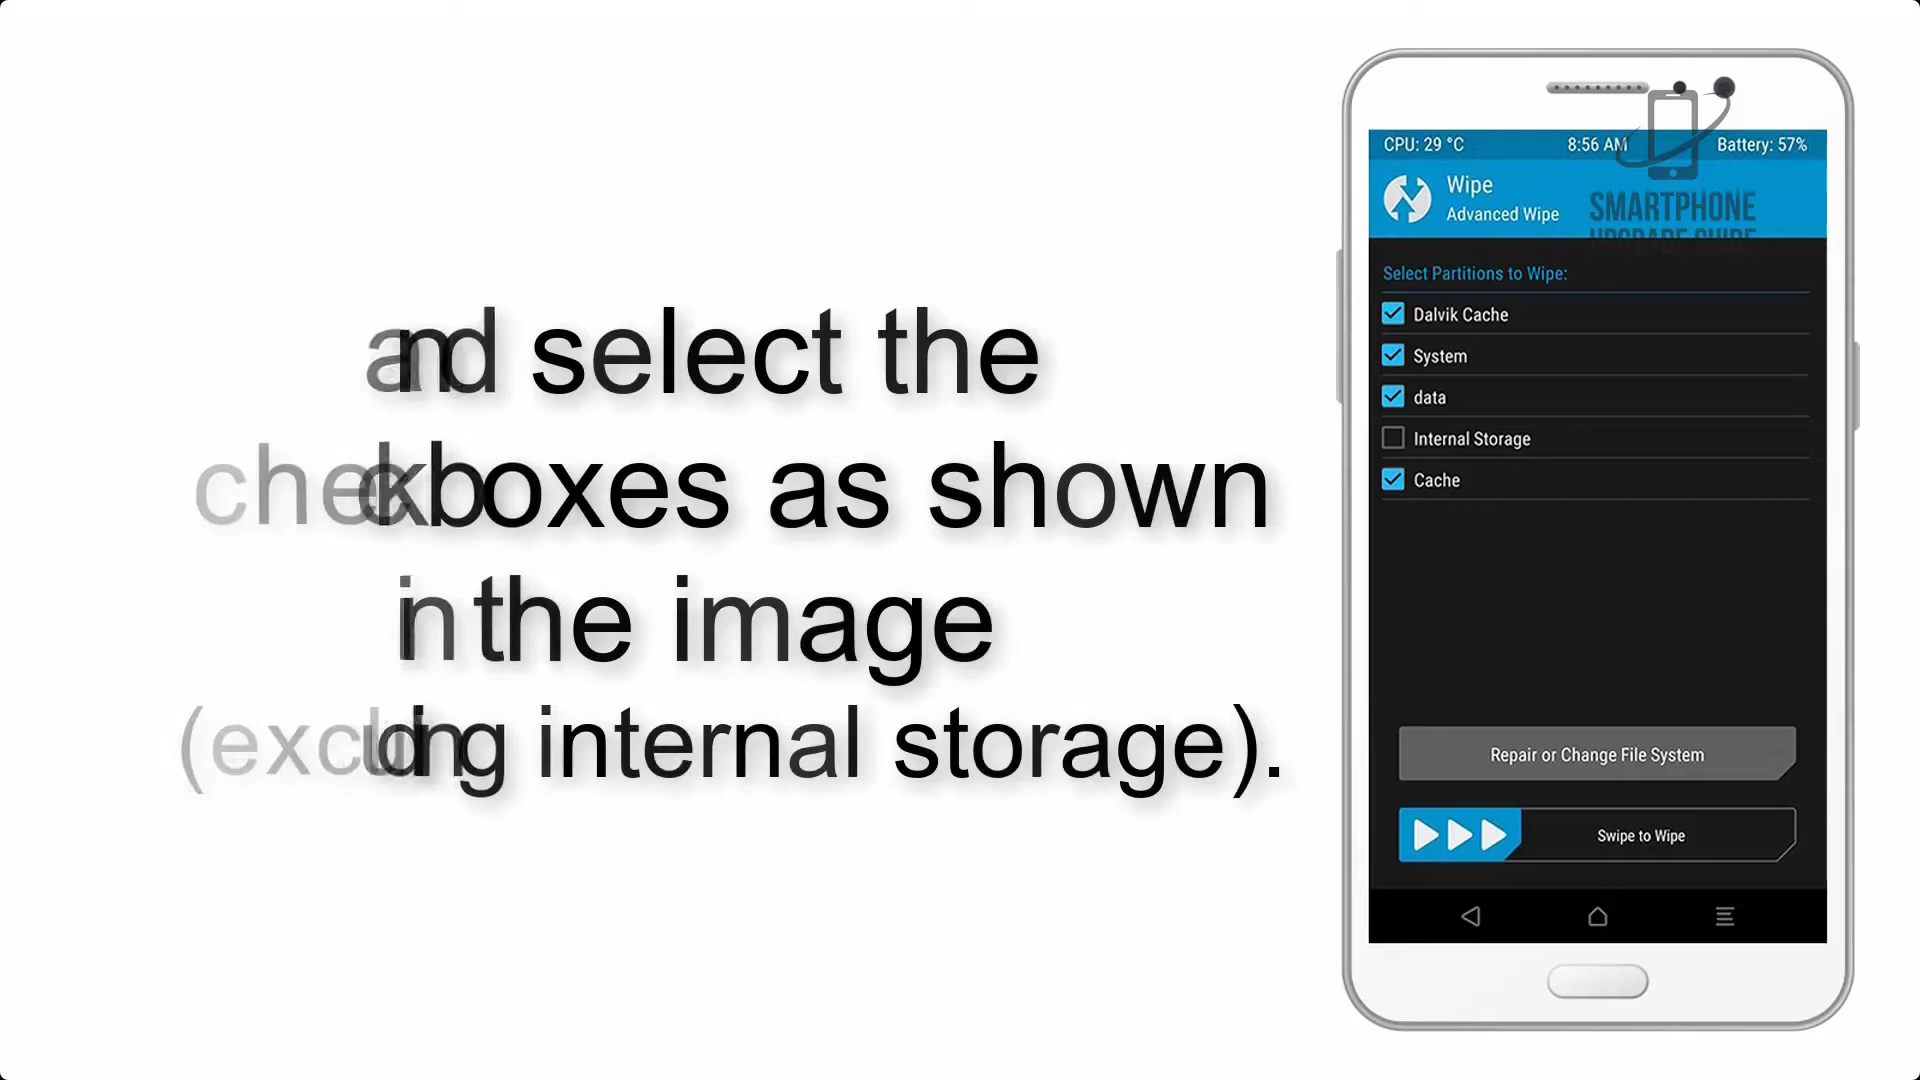 and select the
checkboxes as shown
in the image
(excluding internal storage).
CPU: 29 °C 8:56 AM Battery: 57%
Wipe
Advanced Wipe
SMARTPHONE
UPGRADE GUIDE
Select Partitions to Wipe:
Dalvik Cache
System
data
Internal Storage
Cache
Repair or Change File System
Swipe to Wipe